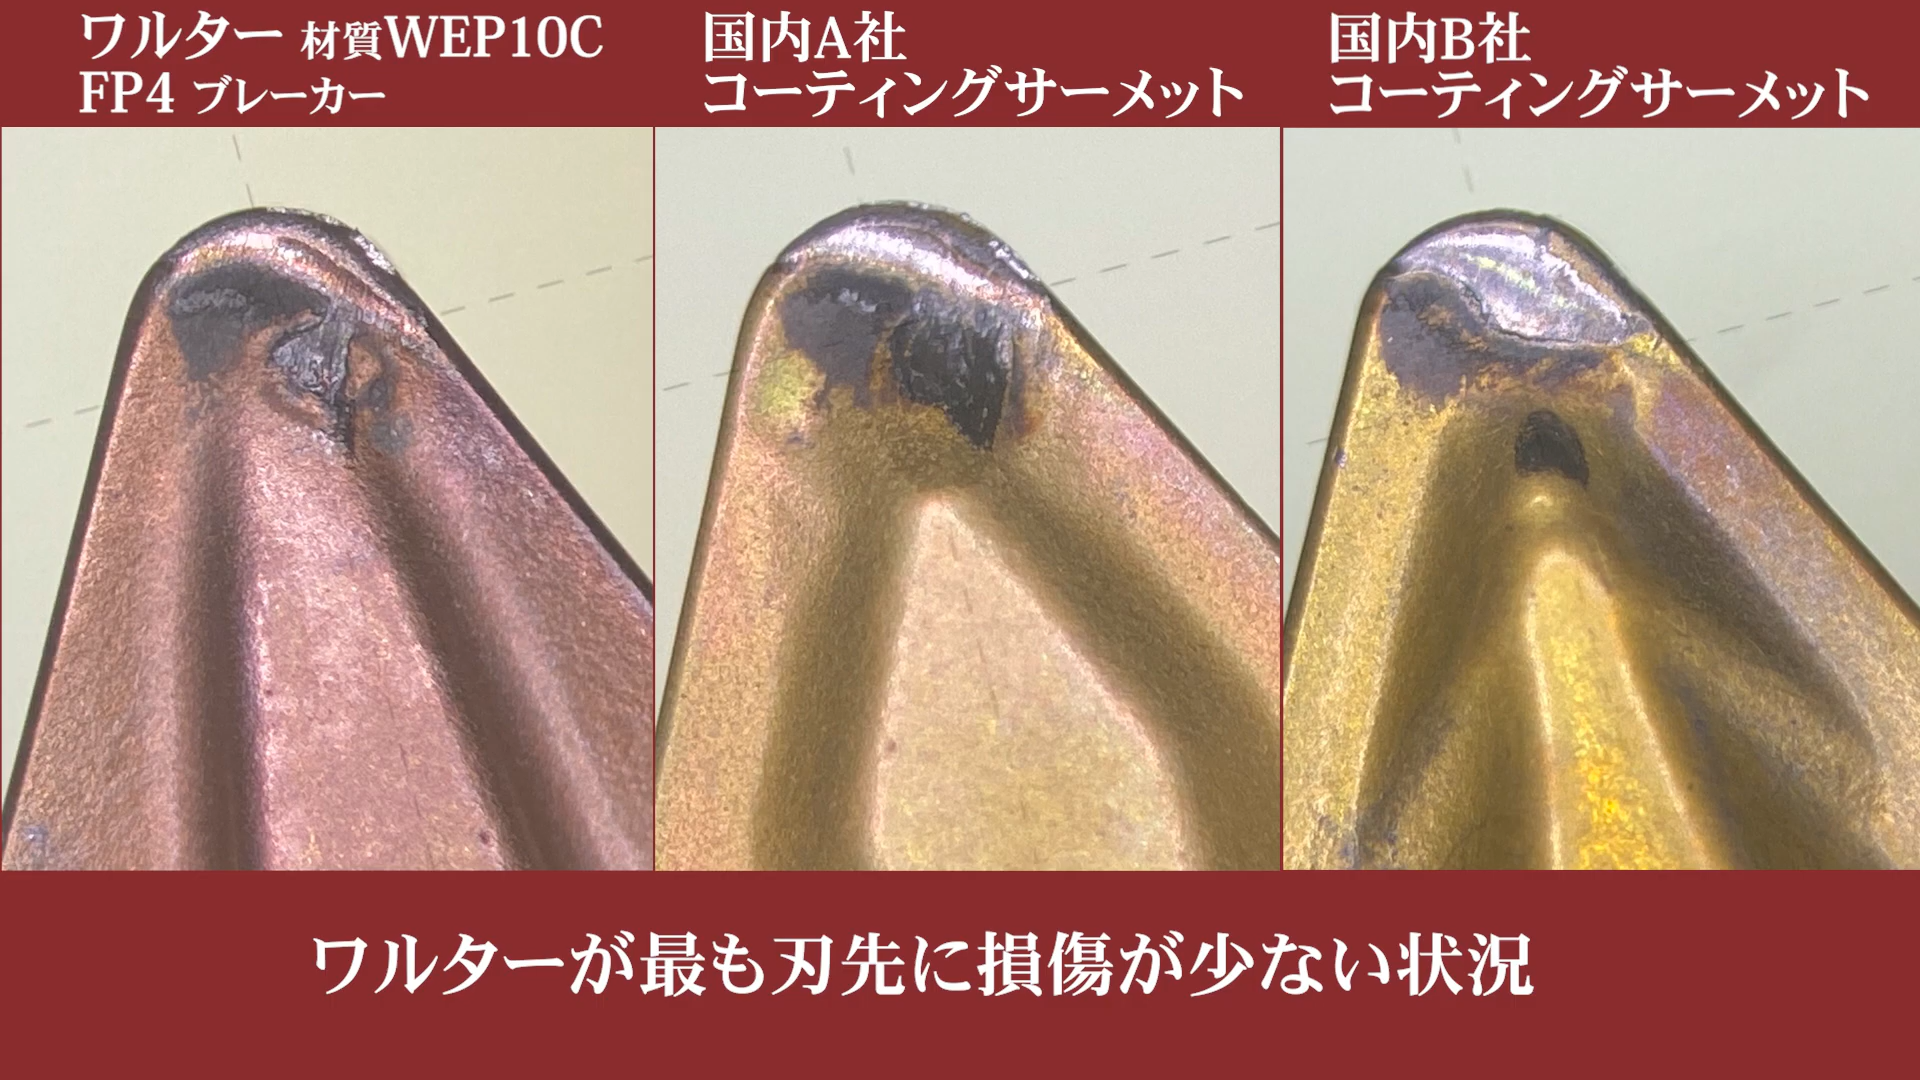 ワルター 材質WEP10C
FP4 ブレーカー
国内A社
コーティングサーメット
国内B社
コーティングサーメット
ワルターが最も刃先に損傷が少ない状況